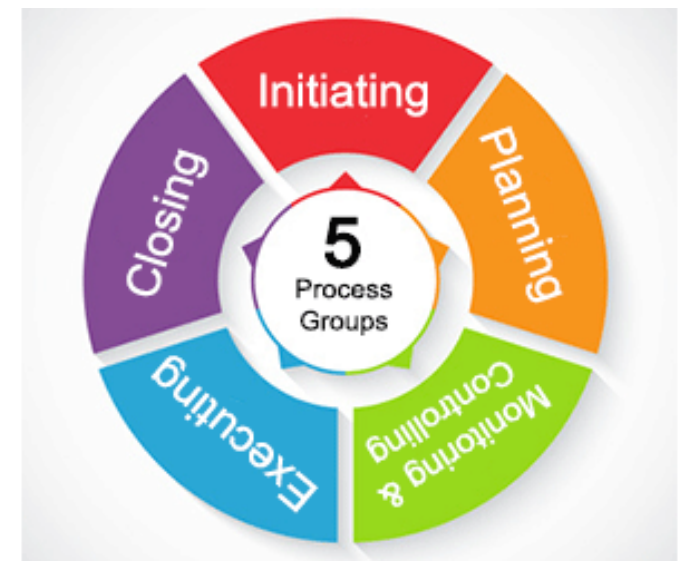 Initiating
Planning
Monitoring &
Controlling
Executing
Closing
5
Process
Groups